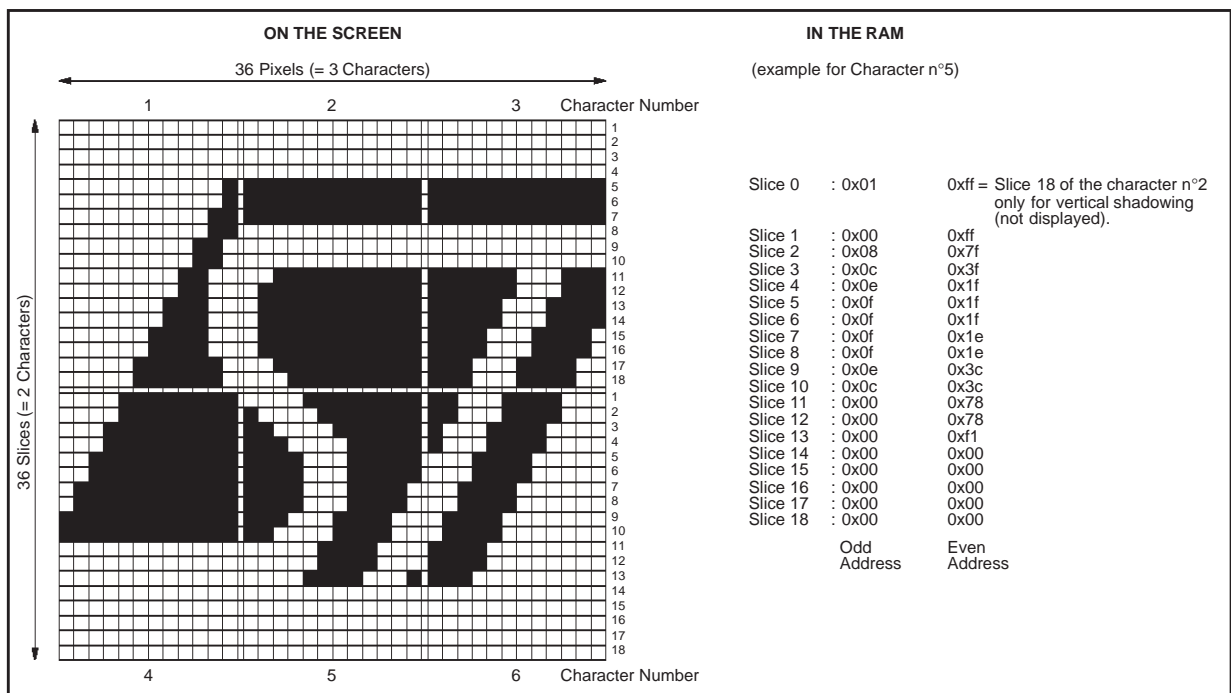 ON THE SCREEN
36 Pixels (= 3 Characters)
1 2 3 Character Number
36 Slices (= 2 Characters)
1
2
3
4
5
6
7
8
9
10
11
12
13
14
15
16
17
18
1
2
3
4
5
6
7
8
9
10
11
12
13
14
15
16
17
18
4 5 6 Character Number
IN THE RAM
(example for Character n°5)
Slice 0 : 0x01 0xff = Slice 18 of the character n°2
only for vertical shadowing
(not displayed).
Slice 1 : 0x00 0xff
Slice 2 : 0x08 0x7f
Slice 3 : 0x0c 0x3f
Slice 4 : 0x0e 0x1f
Slice 5 : 0x0f 0x1f
Slice 6 : 0x0f 0x1f
Slice 7 : 0x0f 0x1e
Slice 8 : 0x0f 0x1e
Slice 9 : 0x0e 0x3c
Slice 10 : 0x0c 0x3c
Slice 11 : 0x00 0x78
Slice 12 : 0x00 0x78
Slice 13 : 0x00 0xf1
Slice 14 : 0x00 0x00
Slice 15 : 0x00 0x00
Slice 16 : 0x00 0x00
Slice 17 : 0x00 0x00
Slice 18 : 0x00 0x00
Odd Even
Address Address